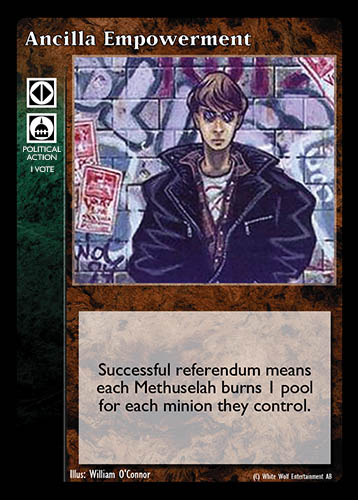 Ancilla Empowerment
POLITICAL
ACTION
1 VOTE
Successful referendum means
each Methuselah burns 1 pool
for each minion they control.
Illus: William O'Connor
(C) White Wolf Entertainment AB